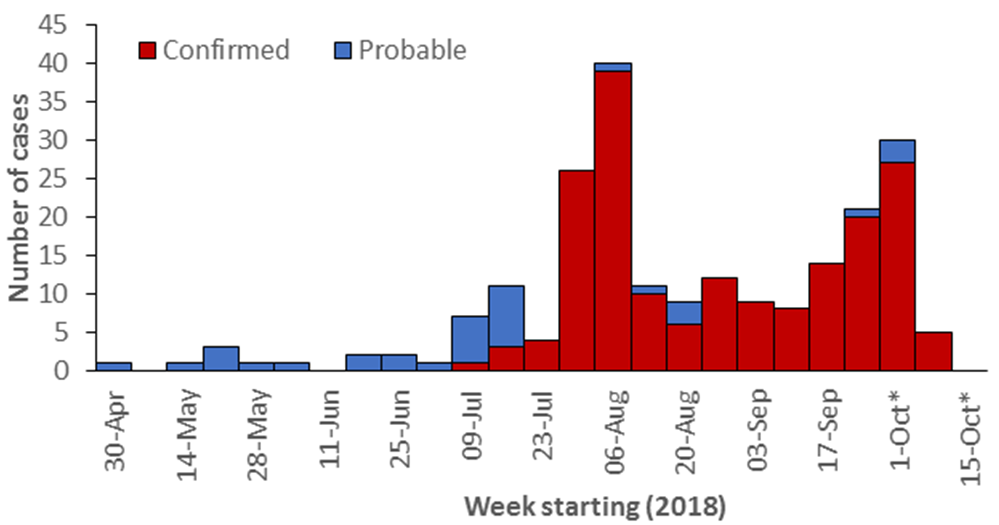 Number of cases
45
40
35
30
25
20
15
10
5
0
Confirmed
Probable
30-Apr
14-May
28-May
11-Jun
25-Jun
09-Jul
23-Jul
06-Aug
20-Aug
03-Sep
17-Sep
1-Oct*
15-Oct*
Week starting (2018)